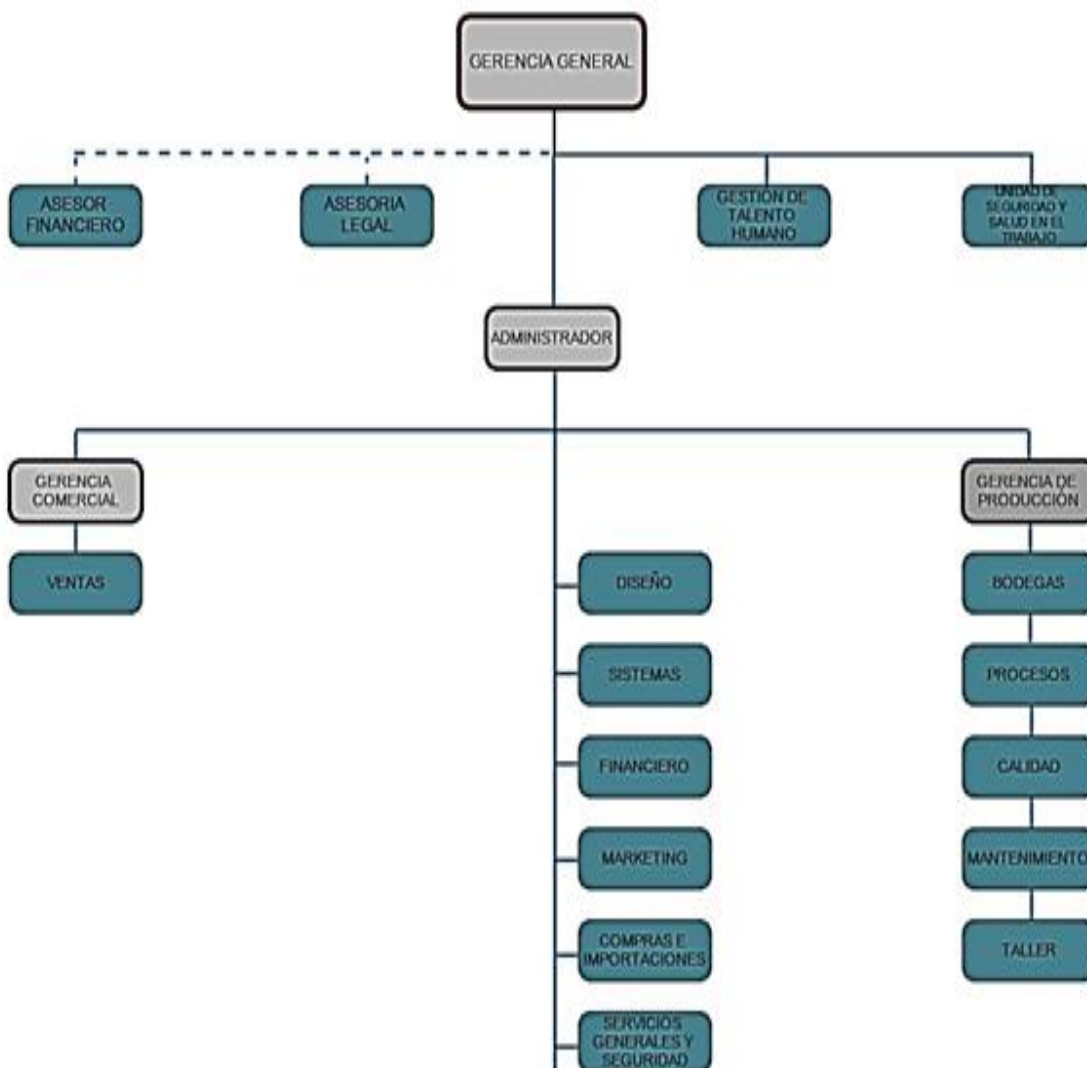 GERENCIA GENERAL
ASESOR
FINANCIERO
ASESORIA
LEGAL
GESTIÓN DE
TALENTO
HUMANO
UNIDAD DE
SEGURIDAD Y
SALUD EN EL
TRABAJO
ADMINISTRADOR
GERENCIA
COMERCIAL
GERENCIA DE
PRODUCCIÓN
VENTAS
DISEÑO
BODEGAS
SISTEMAS
PROCESOS
FINANCIERO
CALIDAD
MARKETING
MANTENIMIENTO
COMPRAS E
IMPORTACIONES
TALLER
SERVICIOS
GENERALES Y
SEGURIDAD